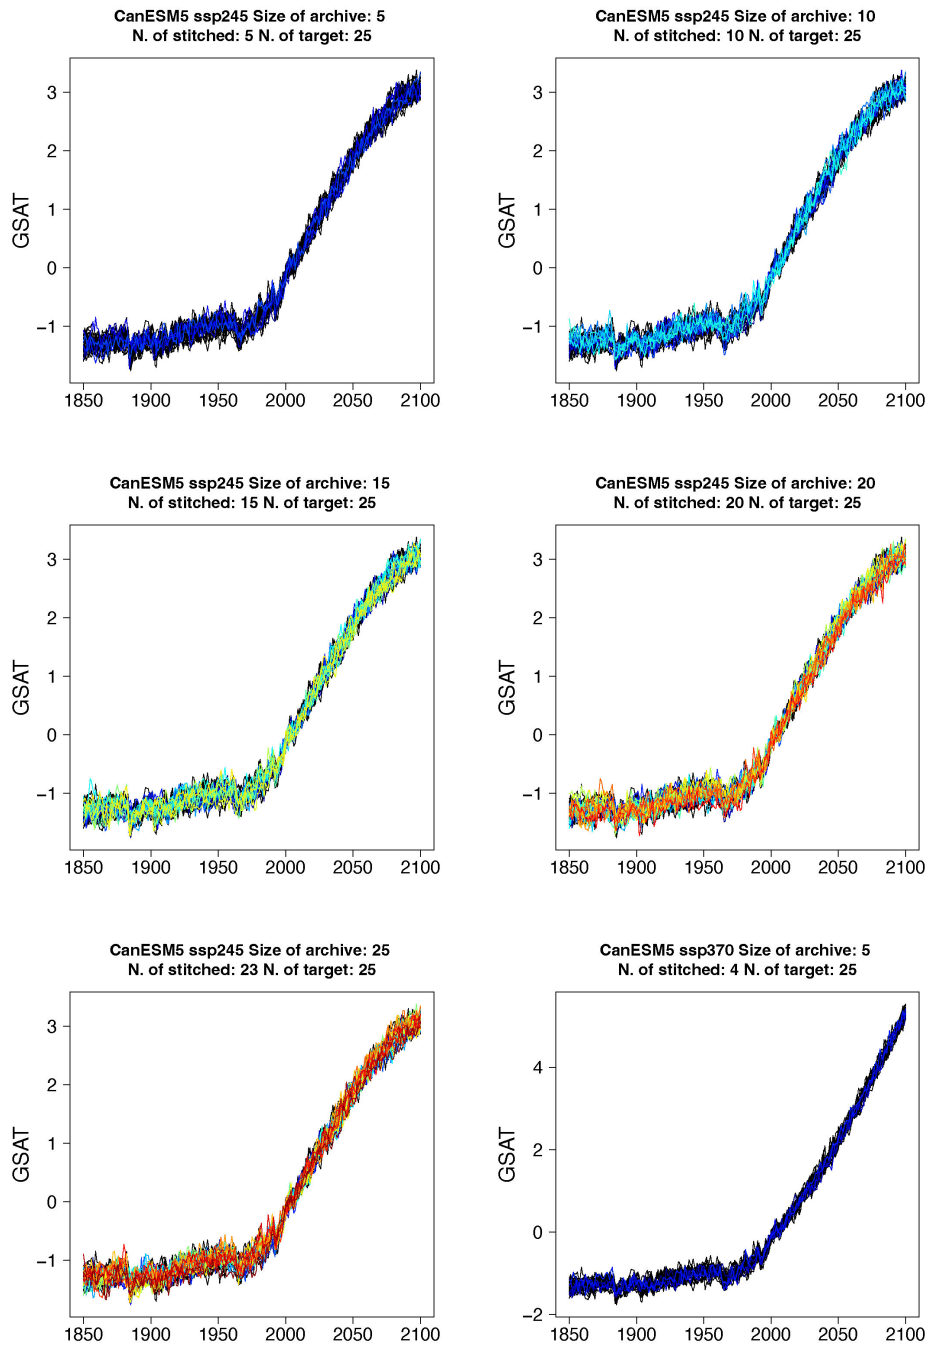 CanESM5 ssp245 Size of archive: 5
N. of stitched: 5 N. of target: 25
GSAT
3
2
1
0
−1
1850 1900 1950 2000 2050 2100
CanESM5 ssp245 Size of archive: 10
N. of stitched: 10 N. of target: 25
GSAT
3
2
1
0
−1
1850 1900 1950 2000 2050 2100
CanESM5 ssp245 Size of archive: 15
N. of stitched: 15 N. of target: 25
GSAT
3
2
1
0
−1
1850 1900 1950 2000 2050 2100
CanESM5 ssp245 Size of archive: 20
N. of stitched: 20 N. of target: 25
GSAT
3
2
1
0
−1
1850 1900 1950 2000 2050 2100
CanESM5 ssp245 Size of archive: 25
N. of stitched: 23 N. of target: 25
GSAT
3
2
1
0
−1
1850 1900 1950 2000 2050 2100
CanESM5 ssp370 Size of archive: 5
N. of stitched: 4 N. of target: 25
GSAT
4
2
0
−2
1850 1900 1950 2000 2050 2100